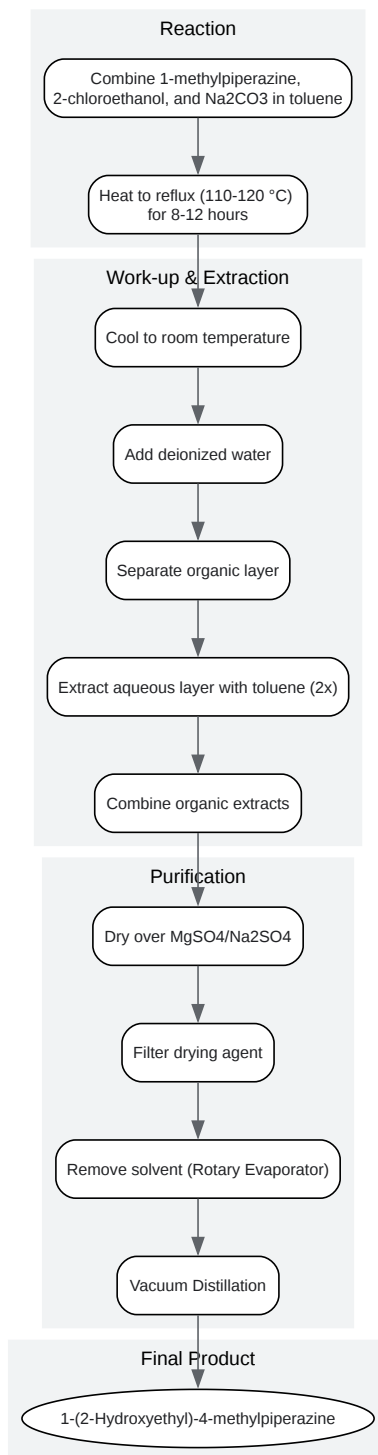 Reaction
Combine 1-methylpiperazine,
2-chloroethanol, and Na2CO3 in toluene
Heat to reflux (110-120 °C)
for 8-12 hours
Work-up & Extraction
Cool to room temperature
Add deionized water
Separate organic layer
Extract aqueous layer with toluene (2x)
Combine organic extracts
Purification
Dry over MgSO4/Na2SO4
Filter drying agent
Remove solvent (Rotary Evaporator)
Vacuum Distillation
Final Product
1-(2-Hydroxyethyl)-4-methylpiperazine